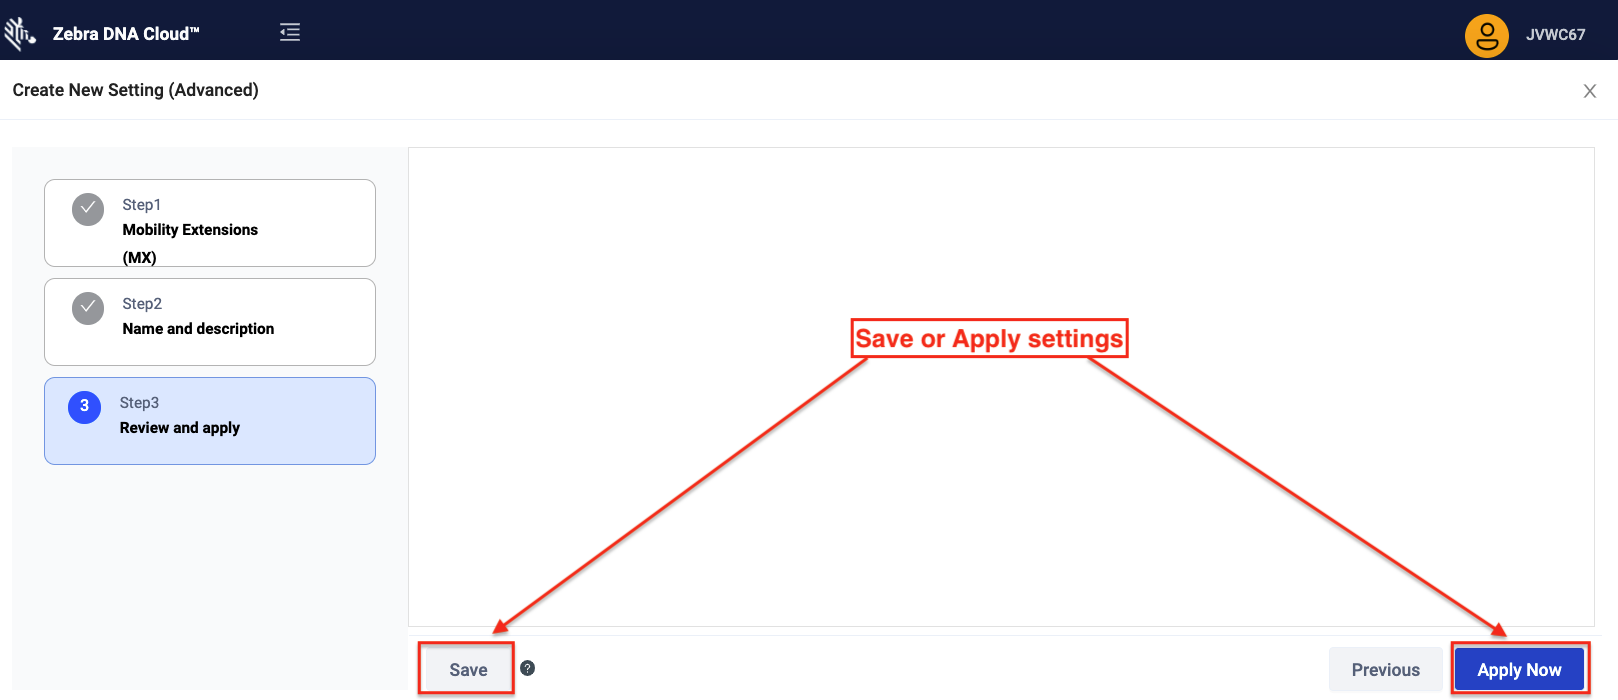 Zebra DNA Cloud™
JVWC67
Create New Setting (Advanced)
Step1
Mobility Extensions
(MX)
Step2
Name and description
3
Step3
Review and apply
Save or Apply settings
Save
?
Previous
Apply Now